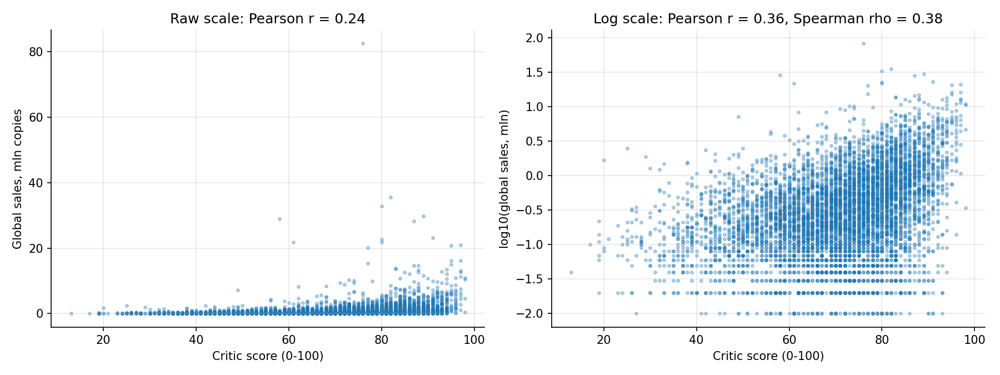 Raw scale: Pearson r = 0.24
Global sales, mln copies
80
60
40
20
0
20 40 60 80 100
Critic score (0-100)
Log scale: Pearson r = 0.36, Spearman rho = 0.38
log10(global sales, mln)
2.0
1.5
1.0
0.5
0.0
−0.5
−1.0
−1.5
−2.0
20 40 60 80 100
Critic score (0-100)